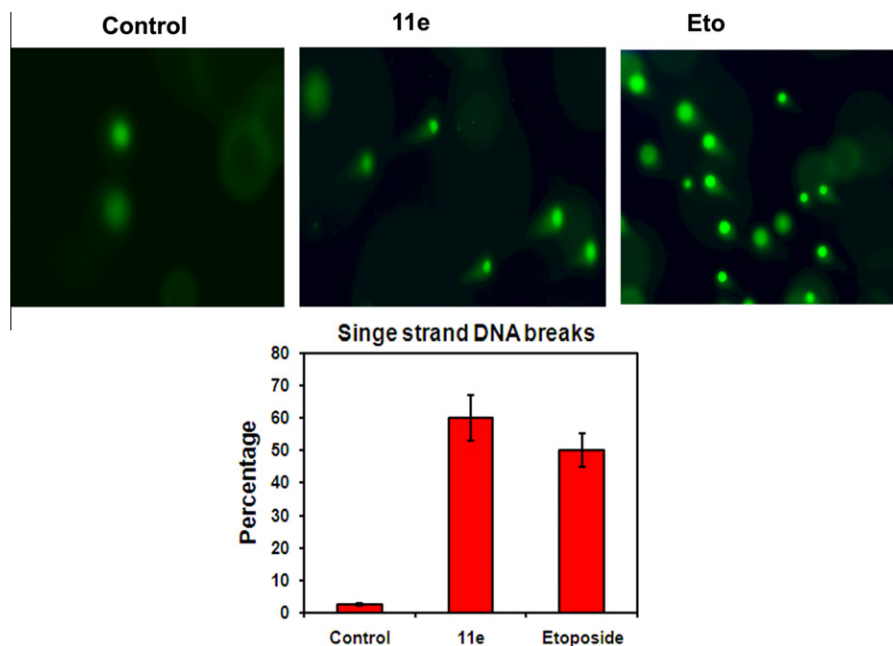 Control 11e Eto
Singe strand DNA breaks
Percentage
80
70
60
50
40
30
20
10
0
Control 11e Etoposide